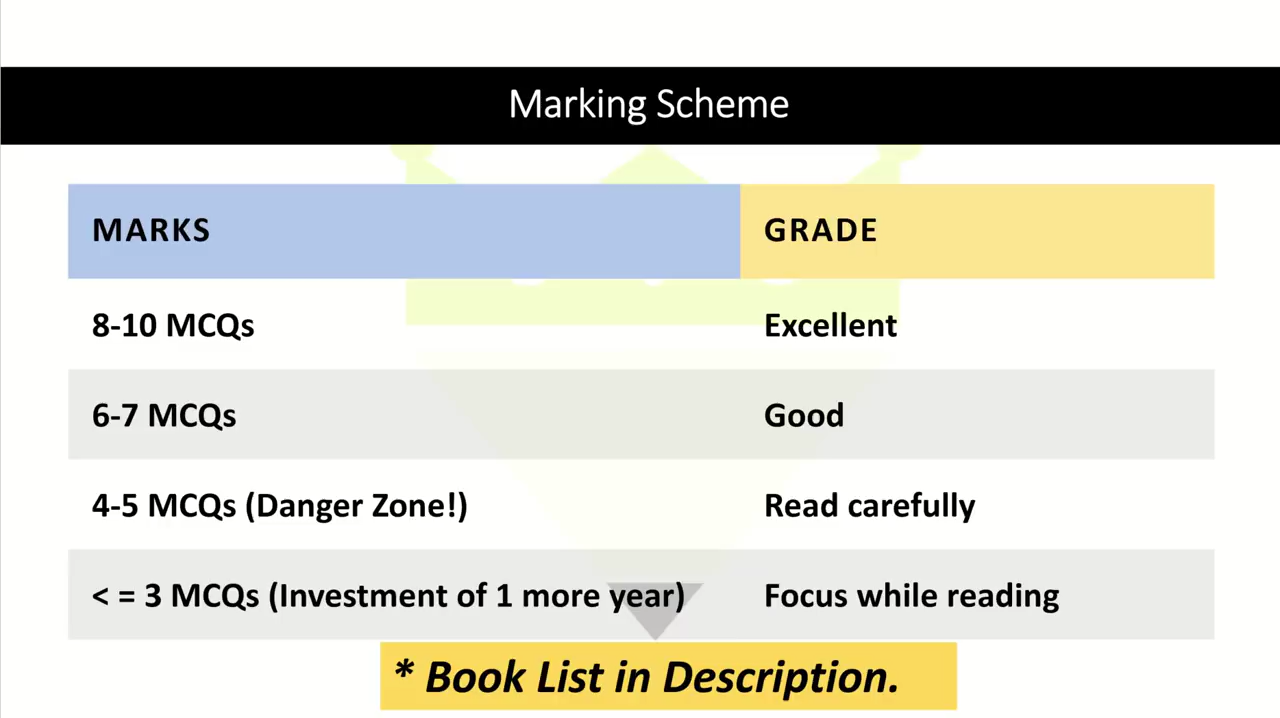 Marking Scheme
MARKS GRADE
8-10 MCQs Excellent
6-7 MCQs Good
4-5 MCQs (Danger Zone!) Read carefully
< = 3 MCQs (Investment of 1 more year) Focus while reading
* Book List in Description.